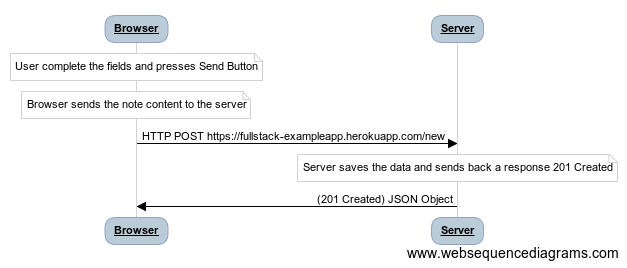 Browser
Server
User complete the fields and presses Send Button
Browser sends the note content to the server
HTTP POST https://fullstack-exampleapp.herokuapp.com/new
Server saves the data and sends back a response 201 Created
(201 Created) JSON Object
Browser
Server
www.websequencediagrams.com